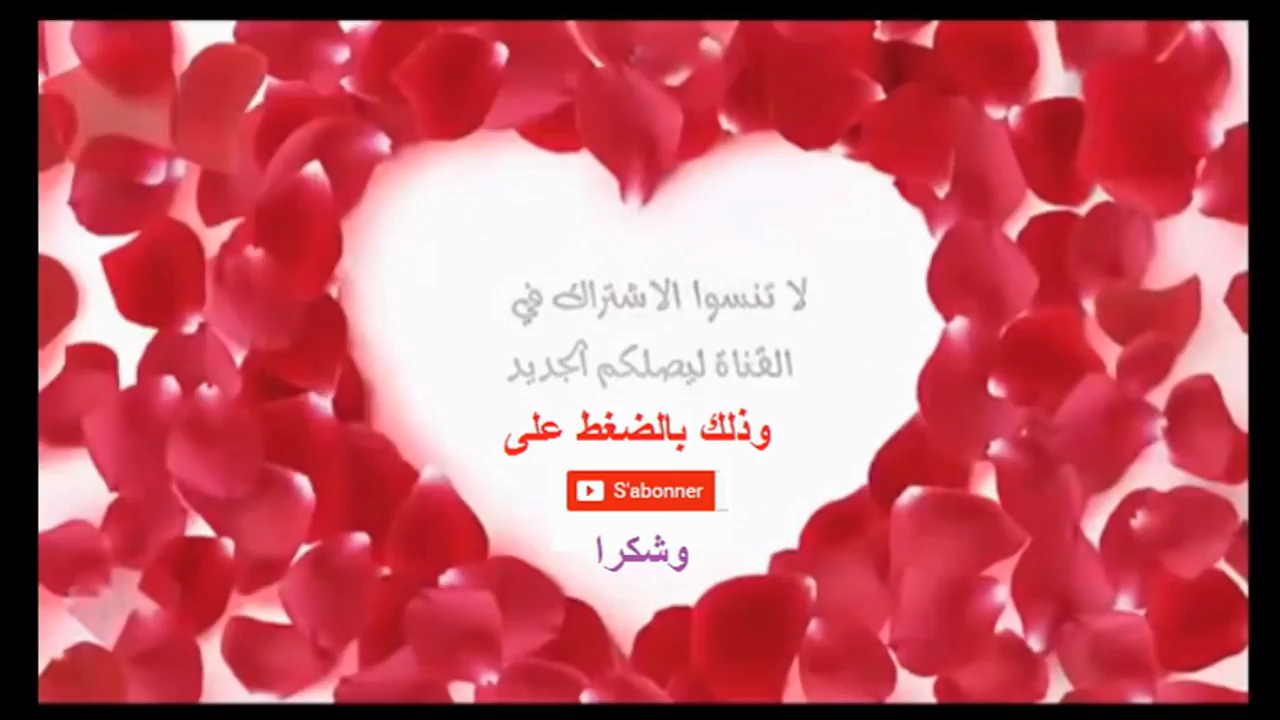 لا تنسوا الاشتراك في
القناة ليصلكم الجديد
وذلك بالضغط على
S'abonner
وشكرا